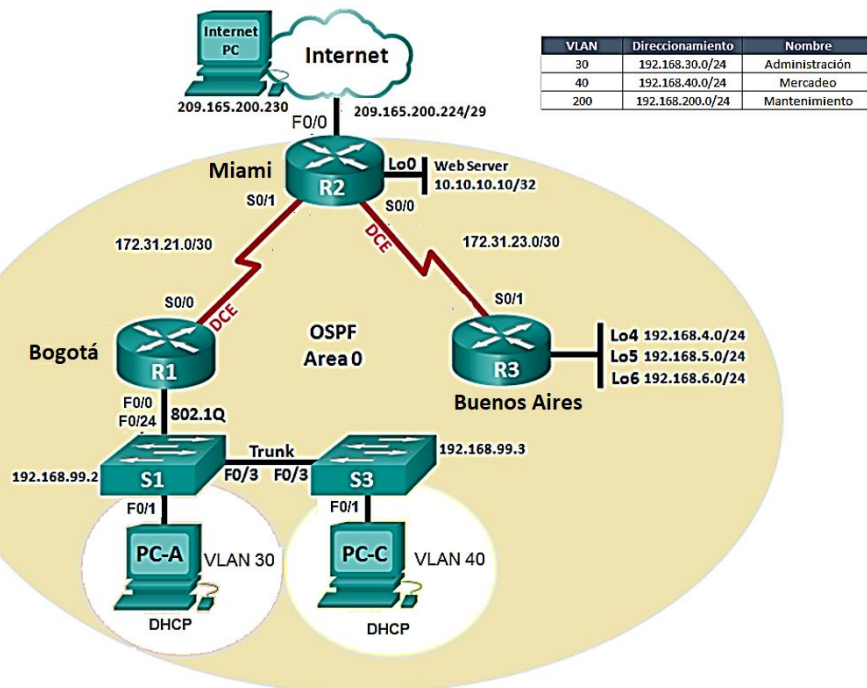 Internet
PC
Internet
209.165.200.230
209.165.200.224/29
F0/0
VLAN Direccionamiento Nombre
30 192.168.30.0/24 Administración
40 192.168.40.0/24 Mercadeo
200 192.168.200.0/24 Mantenimiento
Miami
R2
Lo0
Web Server
10.10.10.10/32
S0/1
S0/0
DCE
172.31.21.0/30
172.31.23.0/30
S0/0
DCE
S0/1
Bogotá
R1
OSPF
Area 0
R3
Buenos Aires
Lo4 192.168.4.0/24
Lo5 192.168.5.0/24
Lo6 192.168.6.0/24
F0/0
F0/24
802.1Q
Trunk
192.168.99.2
S1
F0/3 F0/3
S3
192.168.99.3
F0/1
F0/1
PC-A
VLAN 30
DHCP
PC-C
VLAN 40
DHCP